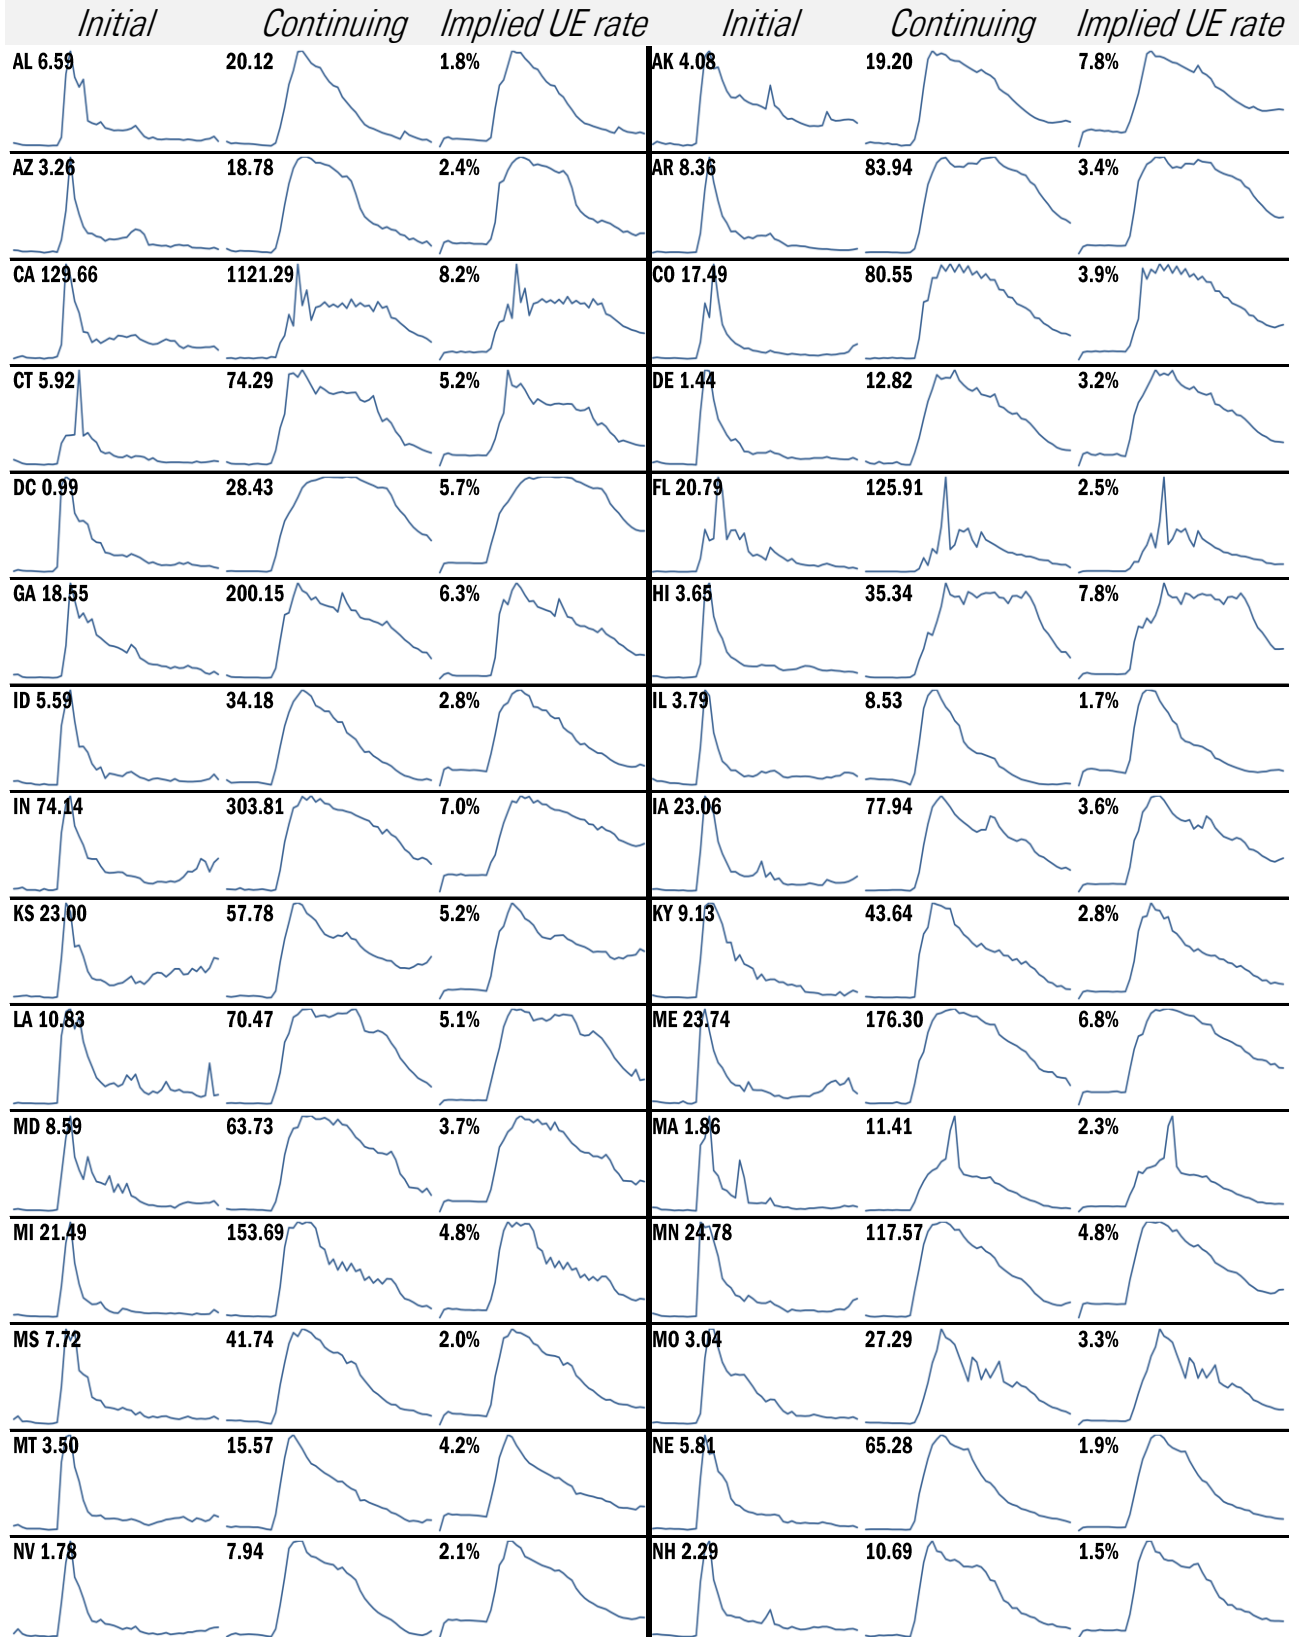 Initial Continuing Implied UE rate Initial Continuing Implied UE rate
AL 6.59 20.12 1.8% AK 4.08 19.20 7.8%
AZ 3.26 18.78 2.4% AR 8.36 83.94 3.4%
CA 129.66 1121.29 8.2% CO 17.49 80.55 3.9%
CT 5.92 74.29 5.2% DE 1.44 12.82 3.2%
DC 0.99 28.43 5.7% FL 20.79 125.91 2.5%
GA 18.55 200.15 6.3% HI 3.65 35.34 7.8%
ID 5.59 34.18 2.8% IL 3.79 8.53 1.7%
IN 74.14 303.81 7.0% IA 23.06 77.94 3.6%
KS 23.00 57.78 5.2% KY 9.13 43.64 2.8%
LA 10.83 70.47 5.1% ME 23.74 176.30 6.8%
MD 8.59 63.73 3.7% MA 1.86 11.41 2.3%
MI 21.49 153.69 4.8% MN 24.78 117.57 4.8%
MS 7.72 41.74 2.0% MO 3.04 27.29 3.3%
MT 3.50 15.57 4.2% NE 5.81 65.28 1.9%
NV 1.78 7.94 2.1% NH 2.29 10.69 1.5%